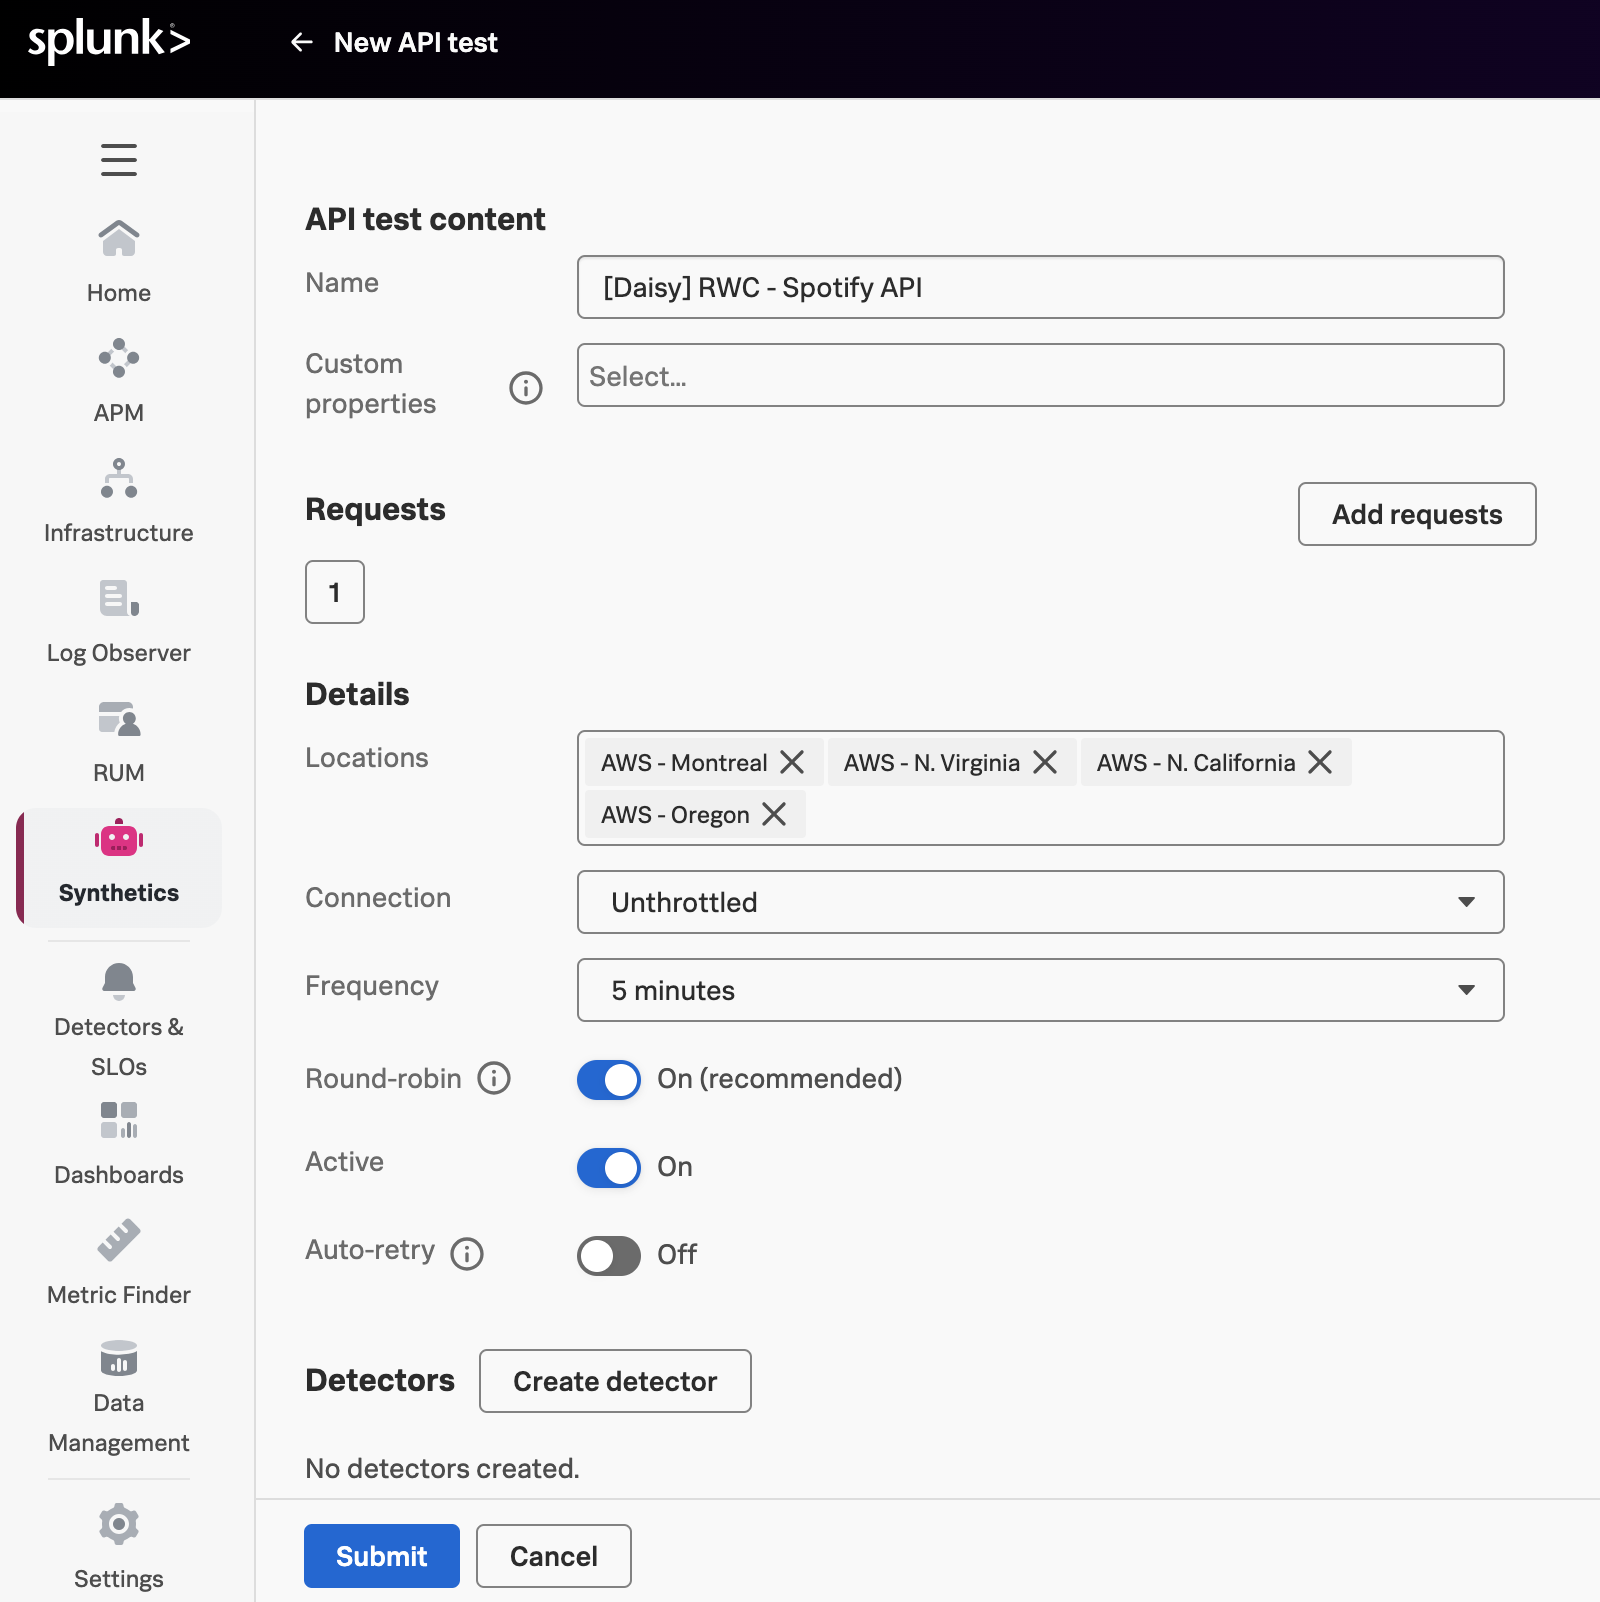 splunk>
New API test
Home
APM
Infrastructure
Log Observer
RUM
Synthetics
Detectors &
SLOs
Dashboards
Metric Finder
Data
Management
Settings
API test content
Name
[Daisy] RWC - Spotify API
Custom
properties
Select...
Requests
Add requests
1
Details
Locations
AWS - Montreal
AWS - N. Virginia
AWS - N. California
AWS - Oregon
Connection
Unthrottled
Frequency
5 minutes
Round-robin
On (recommended)
Active
On
Auto-retry
Off
Detectors
Create detector
No detectors created.
Submit
Cancel